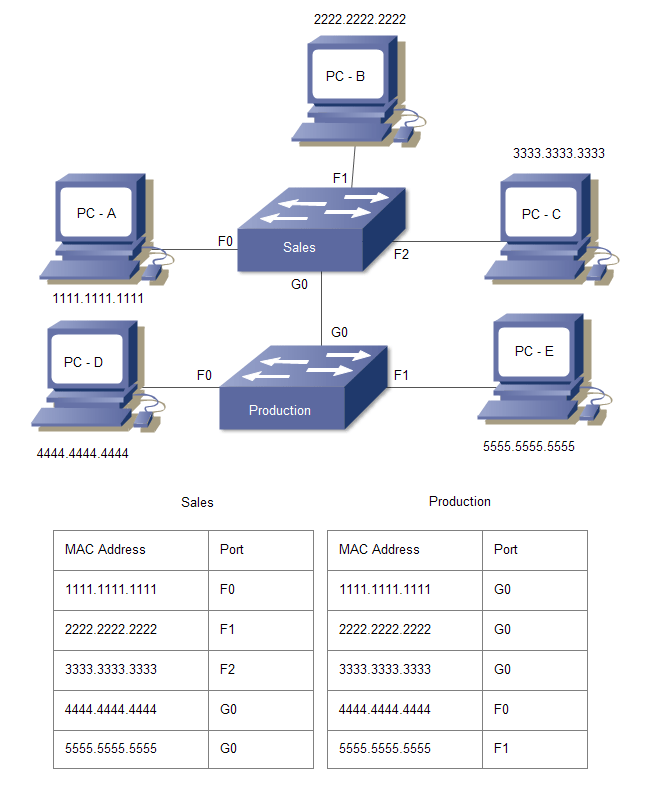 2222.2222.2222
PC - B
3333.3333.3333
F1
PC - A
PC - C
F0
Sales
F2
1111.1111.1111
G0
G0
PC - D
F0
Production
F1
PC - E
4444.4444.4444
5555.5555.5555
Sales
MAC Address Port
1111.1111.1111 F0
2222.2222.2222 F1
3333.3333.3333 F2
4444.4444.4444 G0
5555.5555.5555 G0
Production
MAC Address Port
1111.1111.1111 G0
2222.2222.2222 G0
3333.3333.3333 G0
4444.4444.4444 F0
5555.5555.5555 F1